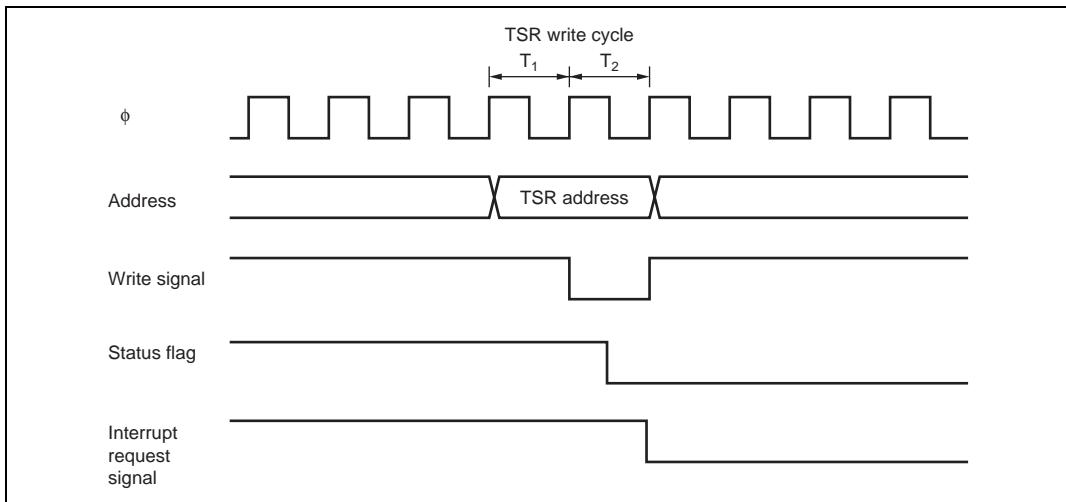 TSR write cycle
T1 T2
ϕ
Address
TSR address
Write signal
Status flag
Interrupt
request
signal